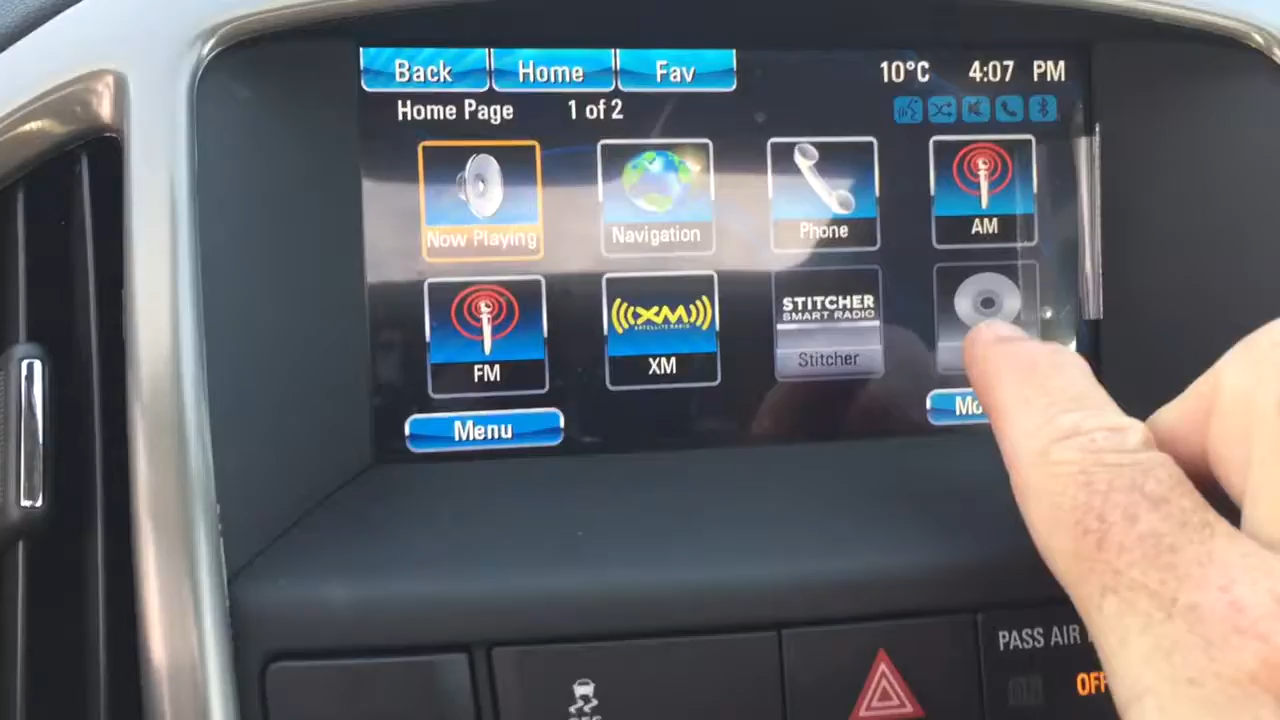 Back Home Fav 10°C 4:07 PM
Home Page 1 of 2
Now Playing
Navigation
Phone
AM
FM
XM
SATELLITE RADIO
XM
STITCHER
SMART RADIO
Stitcher
Menu
PASS AIR
OFF